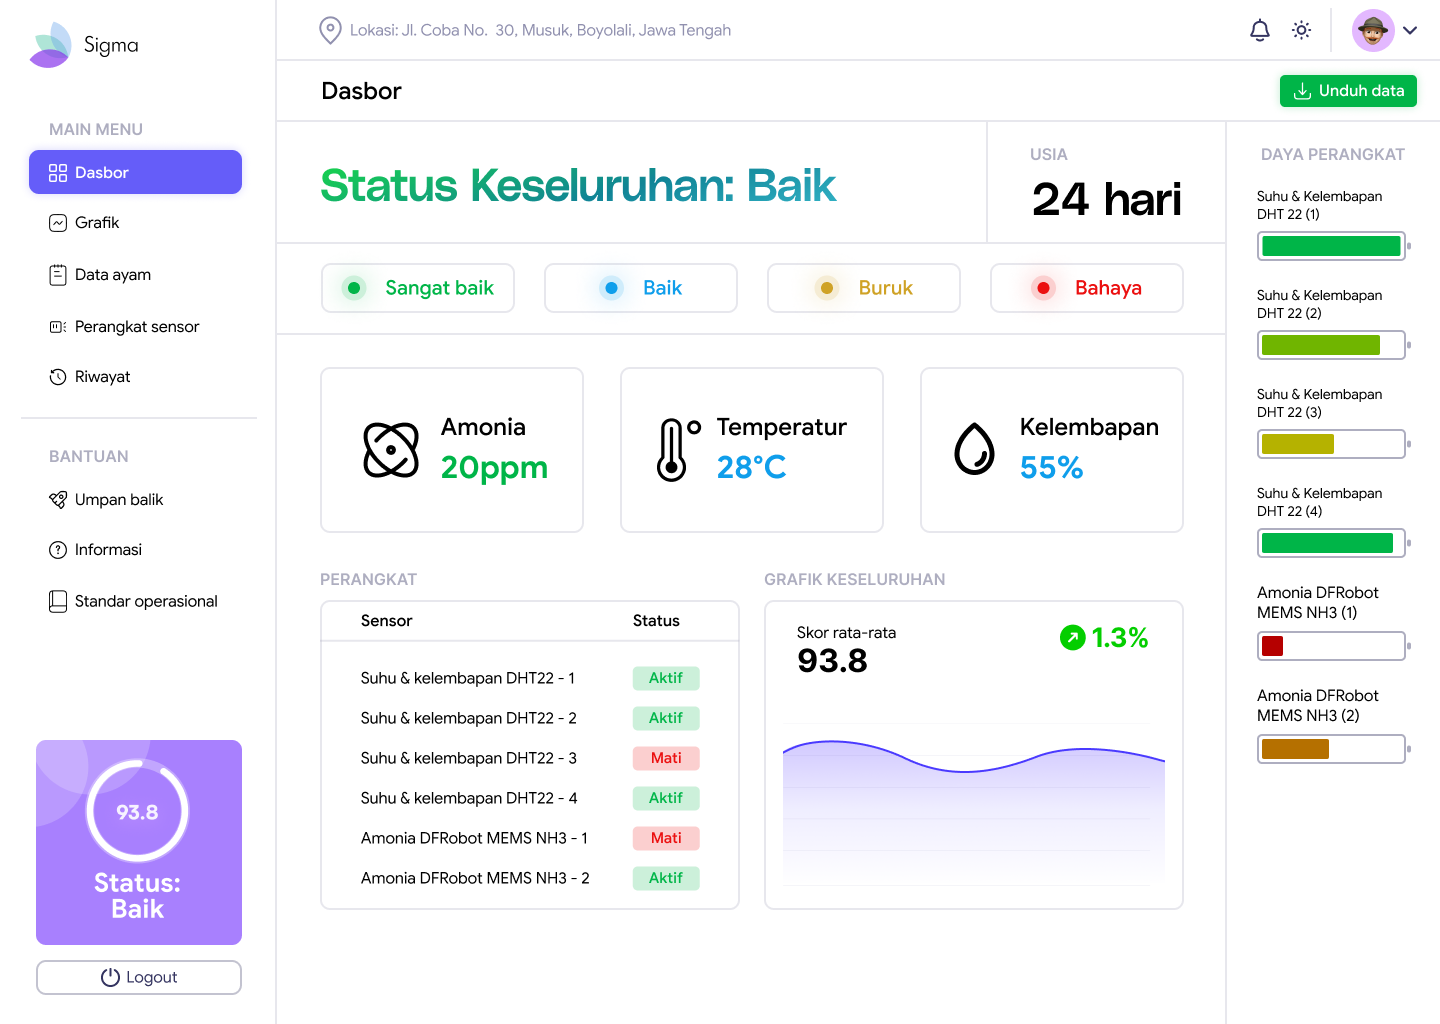 Sigma
MAIN MENU
Dasbor
Grafik
Data ayam
Perangkat sensor
Riwayat
BANTUAN
Umpan balik
Informasi
Standar operasional
93.8
Status:
Baik
Logout
Lokasi: Jl. Coba No.  30, Musuk, Boyolali, Jawa Tengah
Dasbor
Unduh data
Status Keseluruhan: Baik
USIA
24 hari
Sangat baik
Baik
Buruk
Bahaya
Amonia
20ppm
Temperatur
28°C
Kelembapan
55%
PERANGKAT
Sensor Status
Suhu & kelembapan DHT22 - 1 Aktif
Suhu & kelembapan DHT22 - 2 Aktif
Suhu & kelembapan DHT22 - 3 Mati
Suhu & kelembapan DHT22 - 4 Aktif
Amonia DFRobot MEMS NH3 - 1 Mati
Amonia DFRobot MEMS NH3 - 2 Aktif
GRAFIK KESELURUHAN
Skor rata-rata
93.8
1.3%
DAYA PERANGKAT
Suhu & Kelembapan
DHT 22 (1)
Suhu & Kelembapan
DHT 22 (2)
Suhu & Kelembapan
DHT 22 (3)
Suhu & Kelembapan
DHT 22 (4)
Amonia DFRobot
MEMS NH3 (1)
Amonia DFRobot
MEMS NH3 (2)